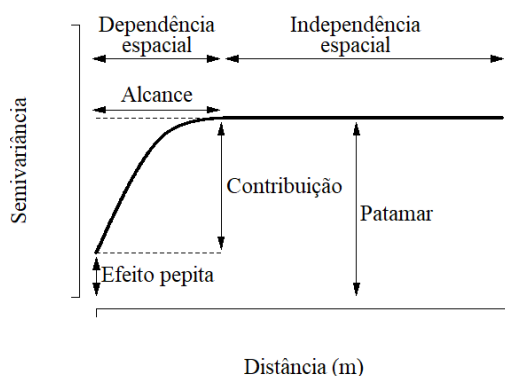 Dependência
espacial
Independência
espacial
Alcance
Semivariância
Contribuição
Patamar
Efeito pepita
Distância (m)